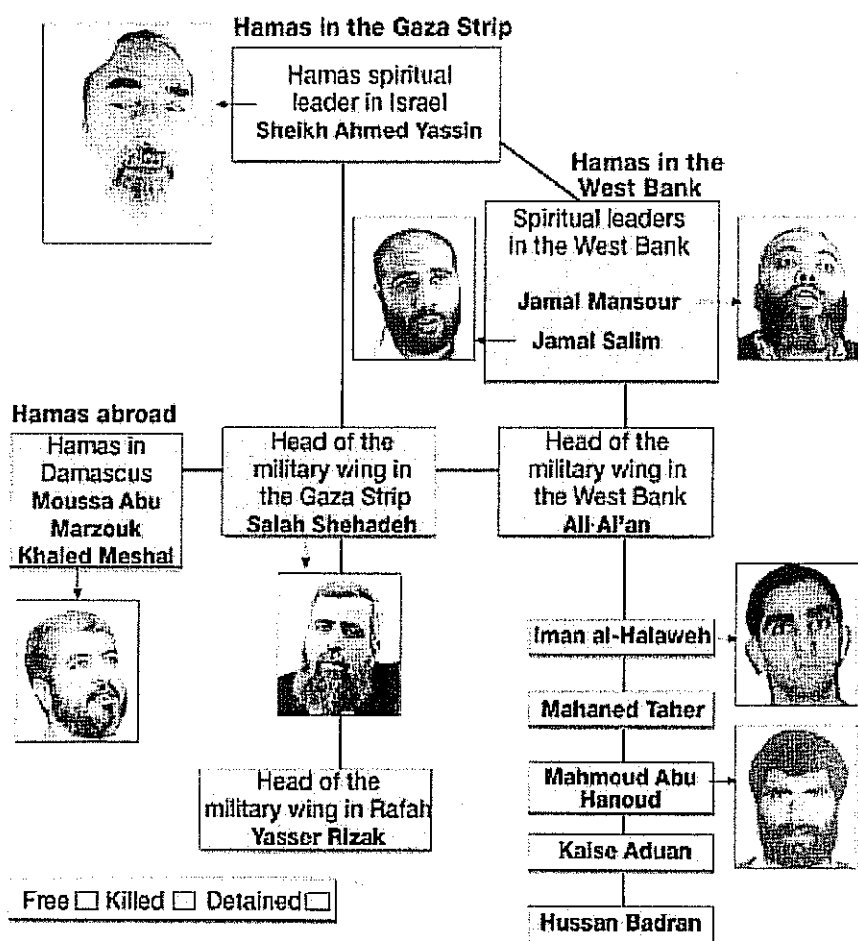 Hamas in the Gaza Strip
Hamas spiritual
leader in Israel
Sheikh Ahmed Yassin
Hamas in the
West Bank
Spiritual leaders
in the West Bank
Jamal Mansour
Jamal Salim
Hamas abroad
Hamas in
Damascus
Moussa Abu
Marzouk
Khaled Meshal
Head of the
military wing in
the Gaza Strip
Salah Shehadeh
Head of the
military wing in
the West Bank
Ali Al'an
Iman al-Halaweh
Mahaned Taher
Mahmoud Abu
Hanoud
Kaise Aduan
Hussan Badran
Head of the
military wing in Rafah
Yasser Rizak
Free Killed Detained